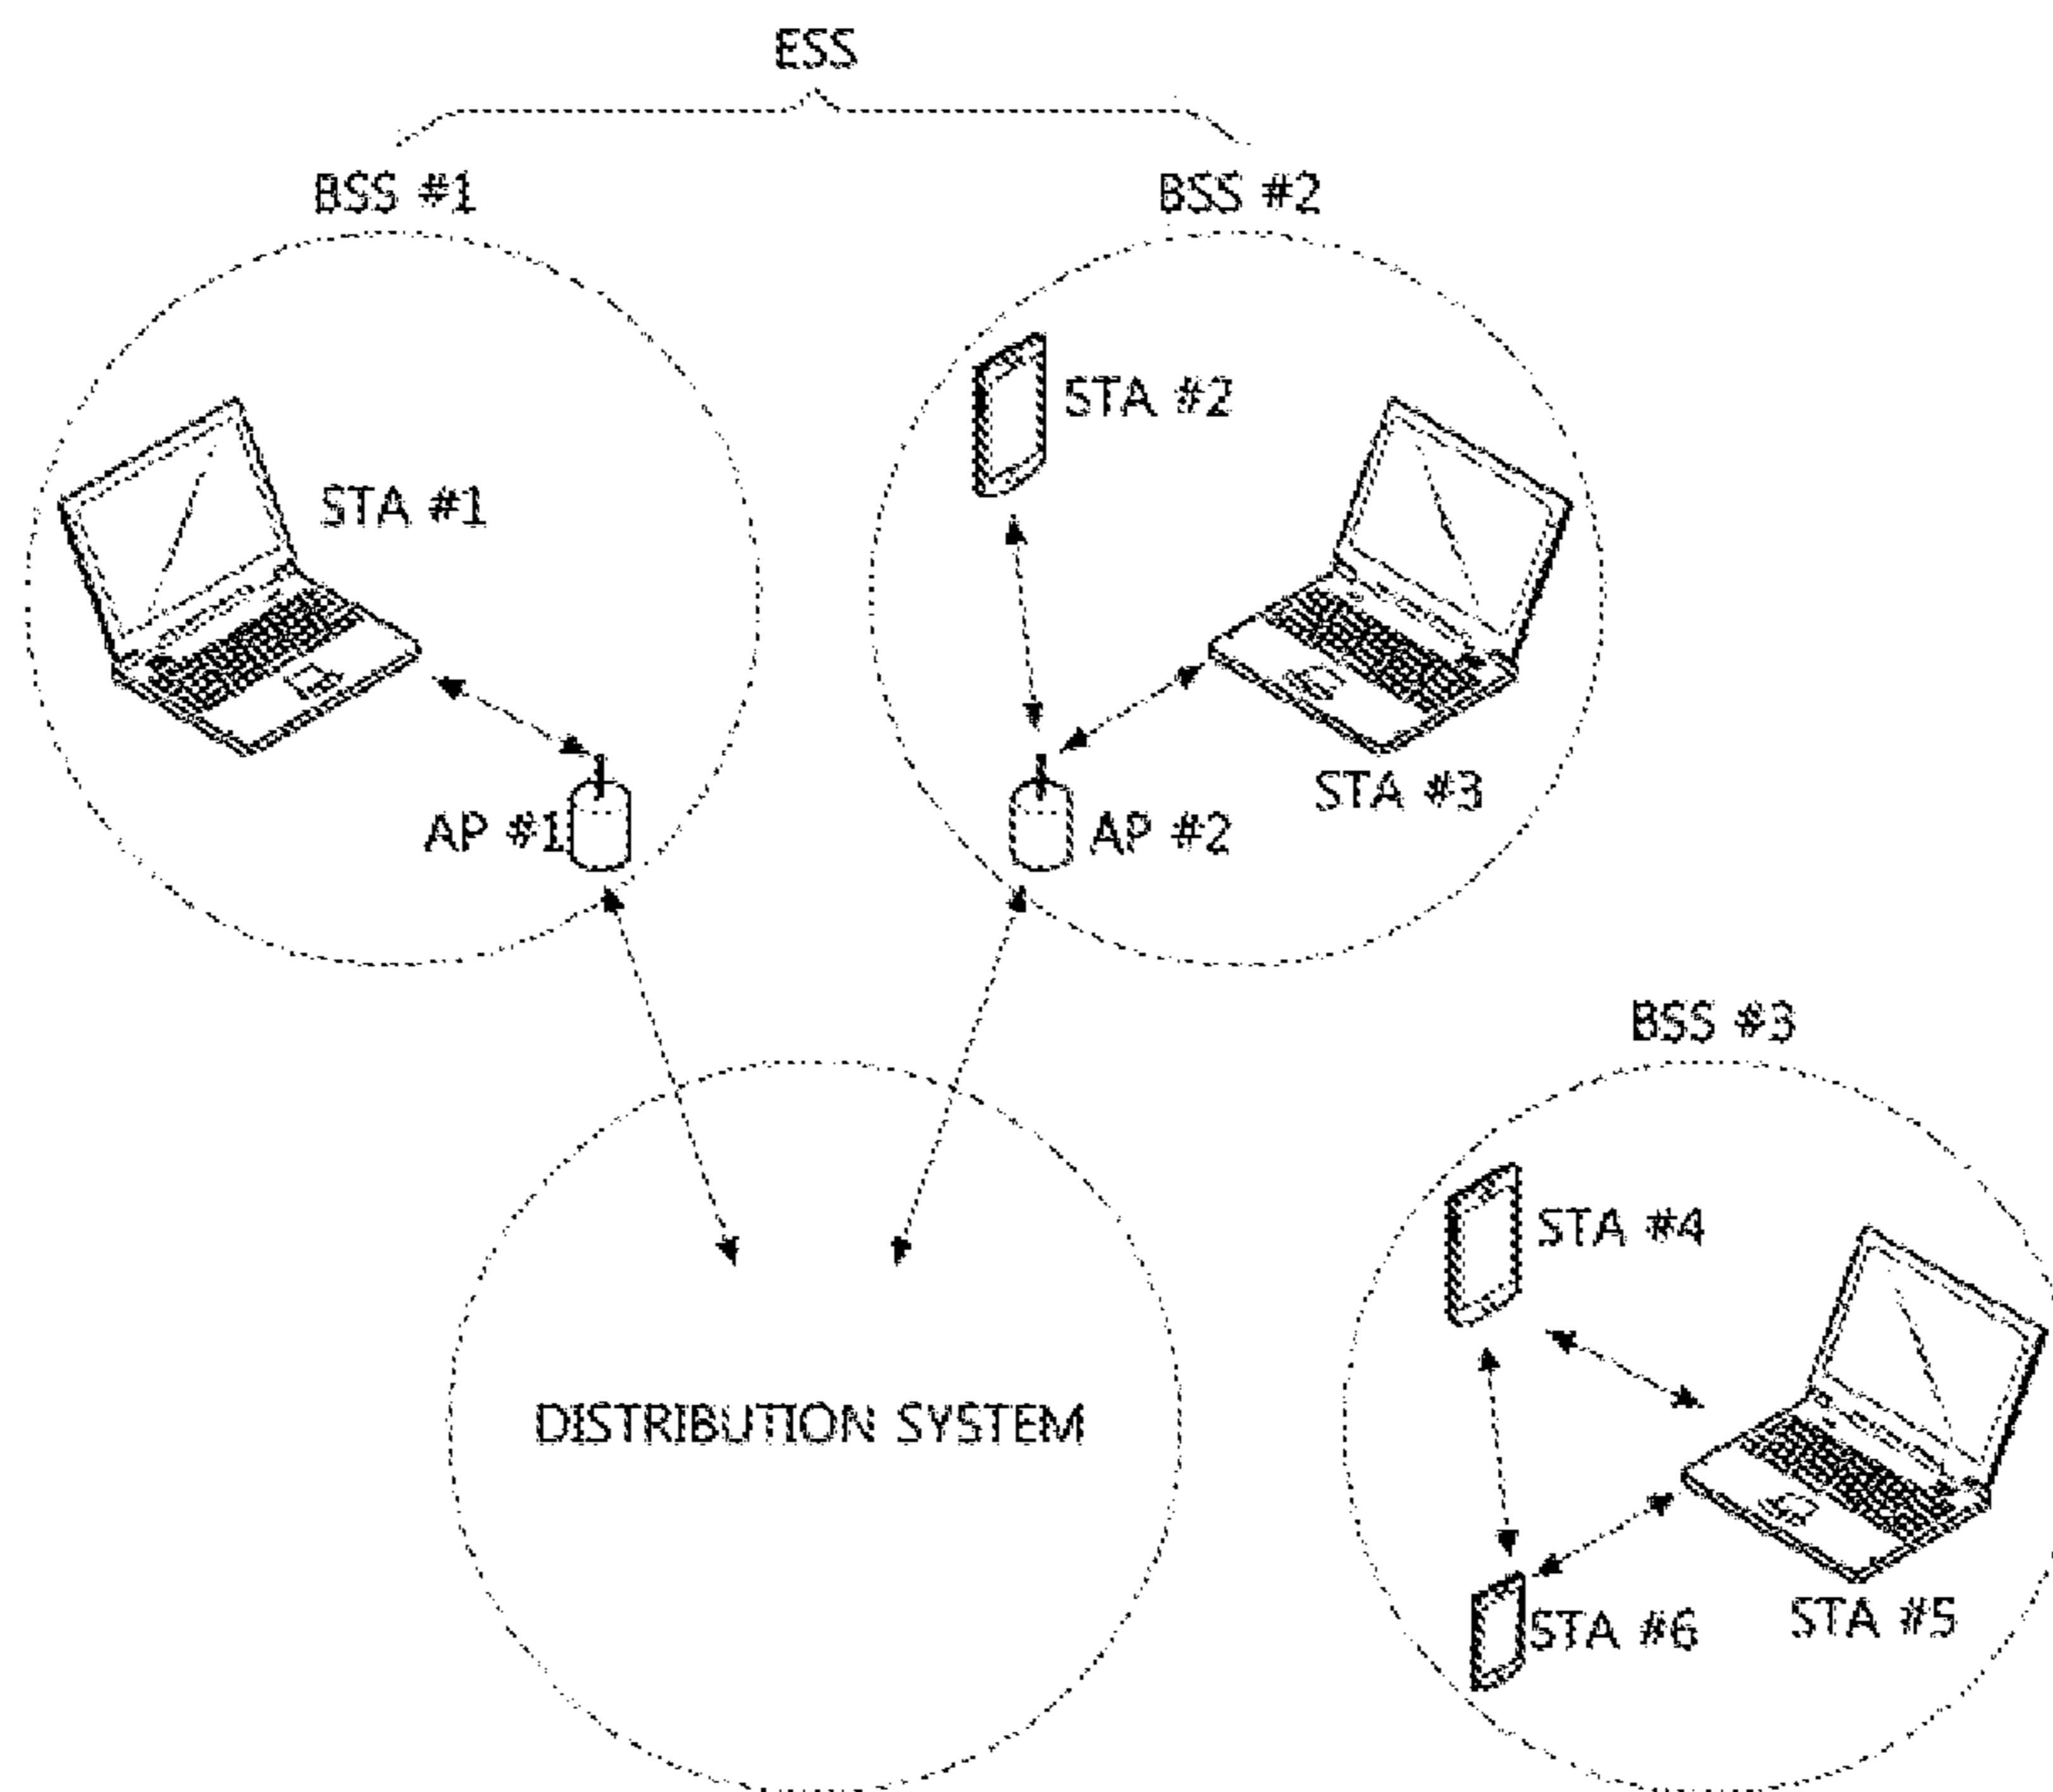 ESS
BSS #1
BSS #2
STA #2
STA #1
STA #3
AP #1
AP #2
BSS #3
STA #4
DISTRIBUTION SYSTEM
STA #5
STA #6